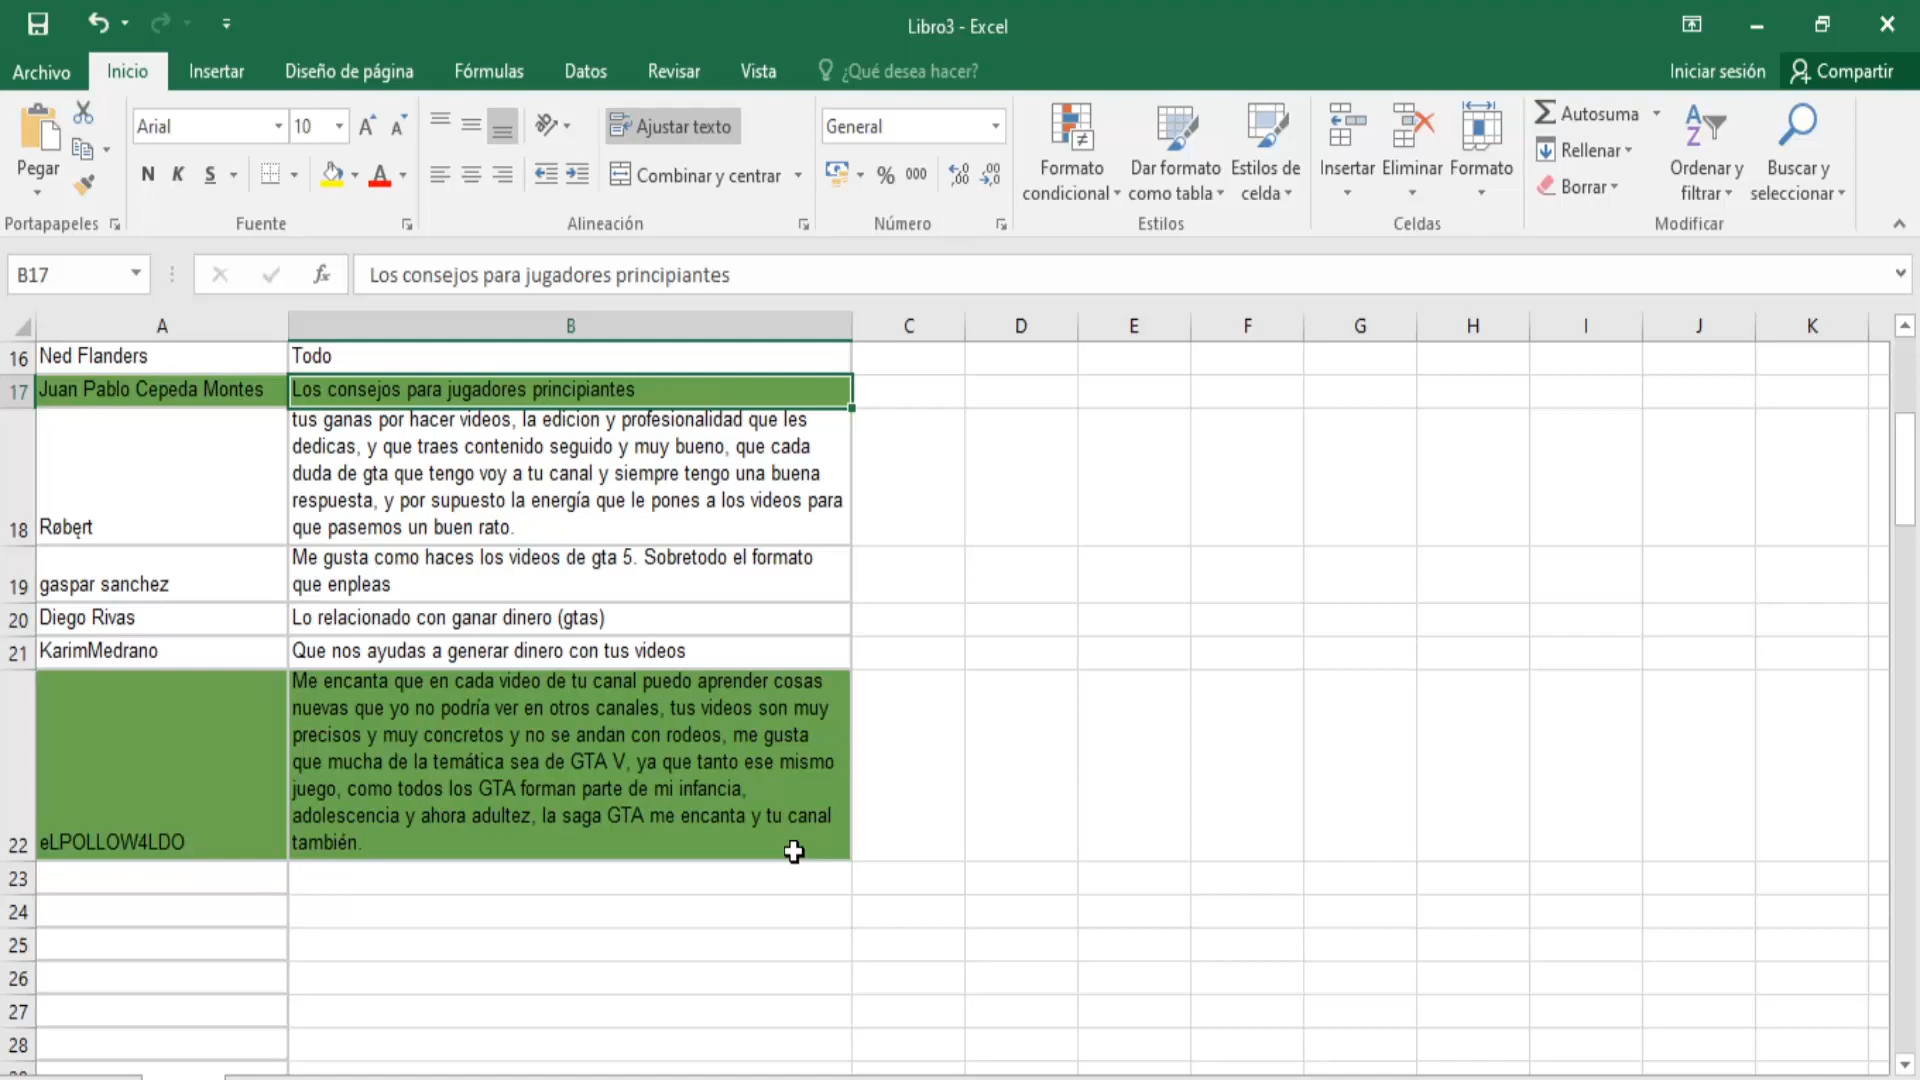 Libro3 - Excel
Archivo Inicio Insertar Diseño de página Fórmulas Datos Revisar Vista ¿Qué desea hacer? Iniciar sesión Compartir
Arial 10 Ajustar texto General Autosuma
Pegar Formato Dar formato Estilos de Insertar Eliminar Formato Rellenar Ordenar y Buscar y
N K S Combinar y centrar % 000 condicional como tabla celda Borrar filtrar seleccionar
Portapapeles Fuente Alineación Número Estilos Celdas Modificar
B17 fx Los consejos para jugadores principiantes
A B C D E F G H I J K
16 Ned Flanders Todo
17 Juan Pablo Cepeda Montes Los consejos para jugadores principiantes
tus ganas por hacer videos, la edicion y profesionalidad que les
dedicas, y que traes contenido seguido y muy bueno, que cada
duda de gta que tengo voy a tu canal y siempre tengo una buena
respuesta, y por supuesto la energía que le pones a los videos para
18 Røbęrt que pasemos un buen rato.
Me gusta como haces los videos de gta 5. Sobretodo el formato
19 gaspar sanchez que enpleas
20 Diego Rivas Lo relacionado con ganar dinero (gtas)
21 KarimMedrano Que nos ayudas a generar dinero con tus videos
Me encanta que en cada video de tu canal puedo aprender cosas
nuevas que yo no podría ver en otros canales, tus videos son muy
precisos y muy concretos y no se andan con rodeos, me gusta
que mucha de la temática sea de GTA V, ya que tanto ese mismo
juego, como todos los GTA forman parte de mi infancia,
adolescencia y ahora adultez, la saga GTA me encanta y tu canal
22 eLPOLLOW4LDO también.
23
24
25
26
27
28